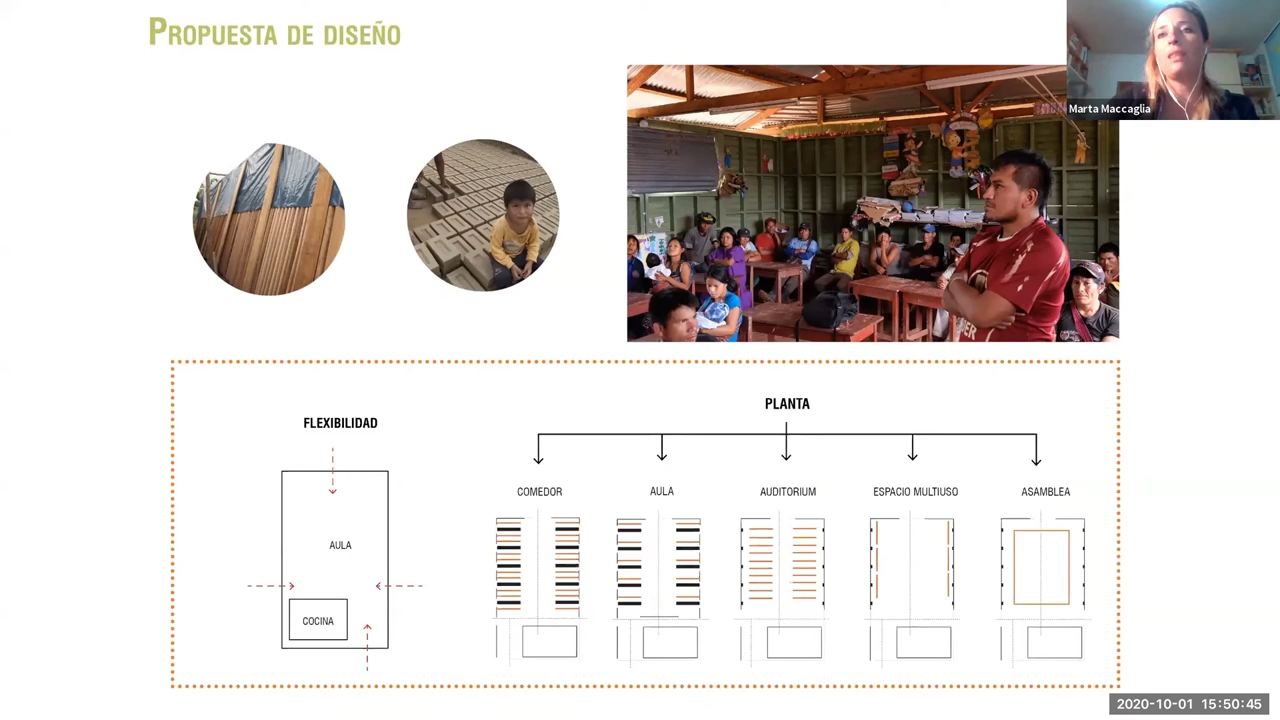 PROPUESTA DE DISEÑO
Marta Maccaglia
FLEXIBILIDAD
AULA
COCINA
PLANTA
COMEDOR
AULA
AUDITORIUM
ESPACIO MULTIUSO
ASAMBLEA
2020-10-01 15:50:45